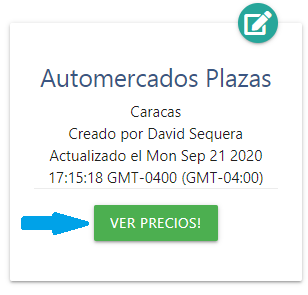 Automercados Plazas
Caracas
Creado por David Sequera
Actualizado el Mon Sep 21 2020
17:15:18 GMT-0400 (GMT-04:00)
VER PRECIOS!